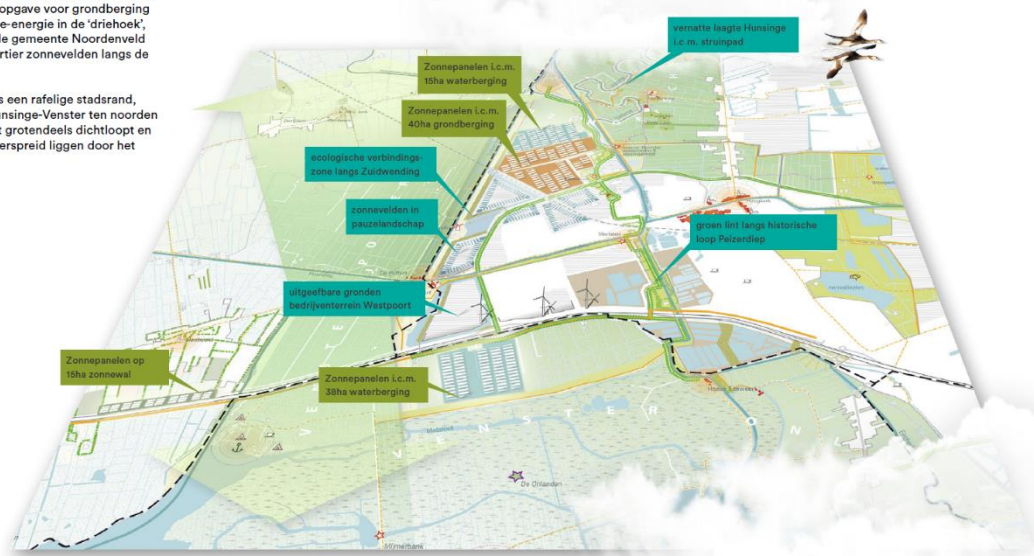 opgave voor grondberging
e-energie in de 'driehoek',
de gemeente Noordenveld
rtier zonnevelden langs de
s een rafelige stadsrand,
unsinge-Venster ten noorden
t grotendeels dichtloopt en
erspreid liggen door het
vernatte laagte Hunsinge
i.c.m. struinpad
Zonnepanelen i.c.m.
15ha waterberging
Zonnepanelen i.c.m.
40ha grondberging
ecologische verbindings-
zone langs Zuidwending
zonnevelden in
pauzelandschap
groen lint langs historische
loop Peizerdiep
uitgeefbare gronden
bedrijventerrein Westpoort
Zonnepanelen op
15ha zonnewal
Zonnepanelen i.c.m.
38ha waterberging
VENSTER
De Onlanden